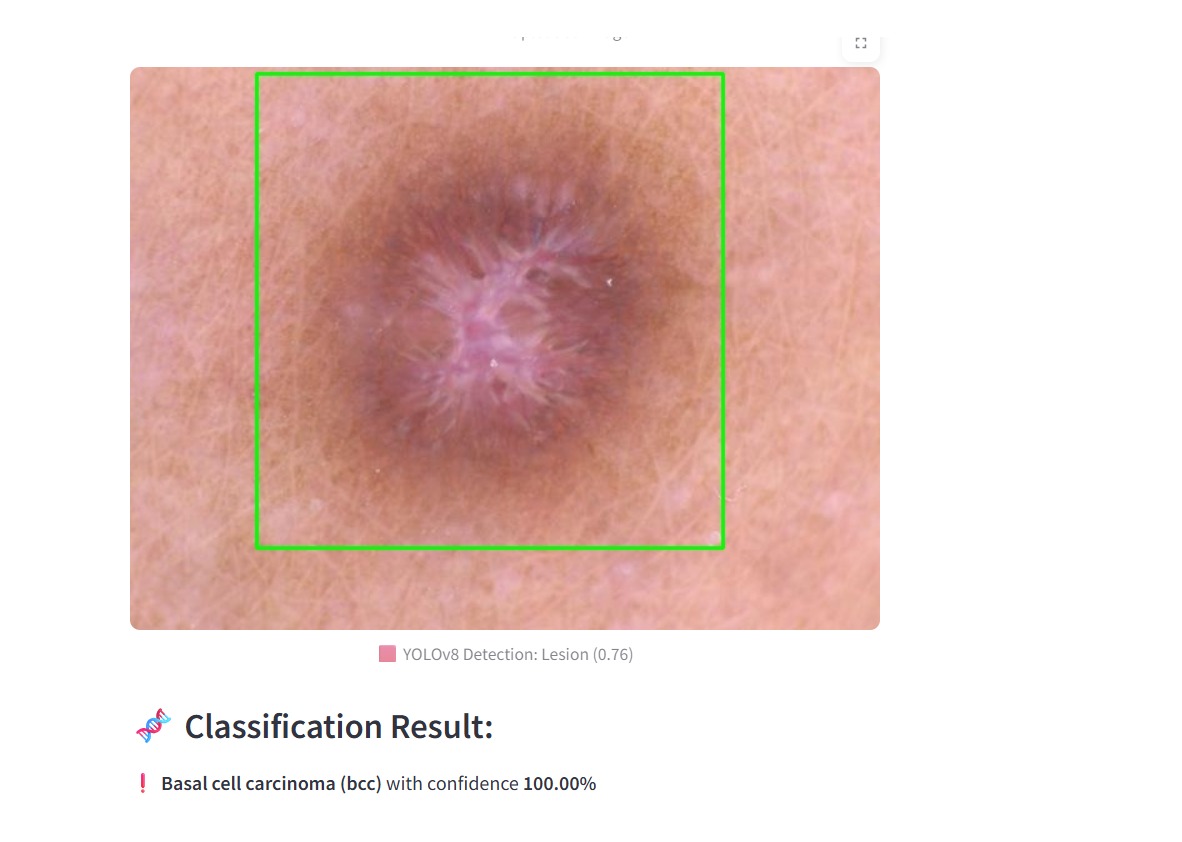 YOLOv8 Detection: Lesion (0.76)
🧬 Classification Result:
❗ Basal cell carcinoma (bcc) with confidence 100.00%